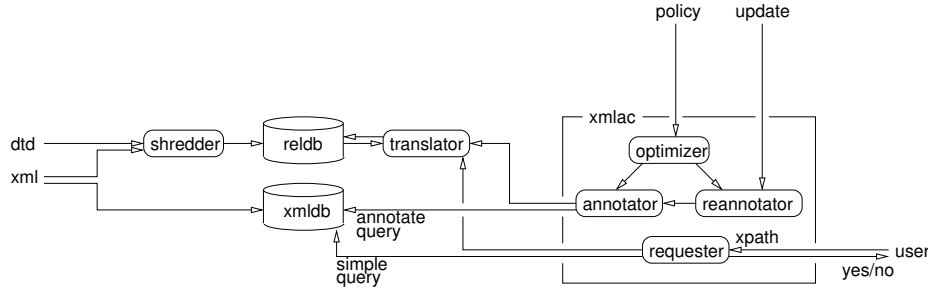 policy
update
xmlac
dtd
shredder
reldb
translator
optimizer
xml
xmldb
annotate
query
annotator
reannotator
simple
query
requester
xpath
user
yes/no